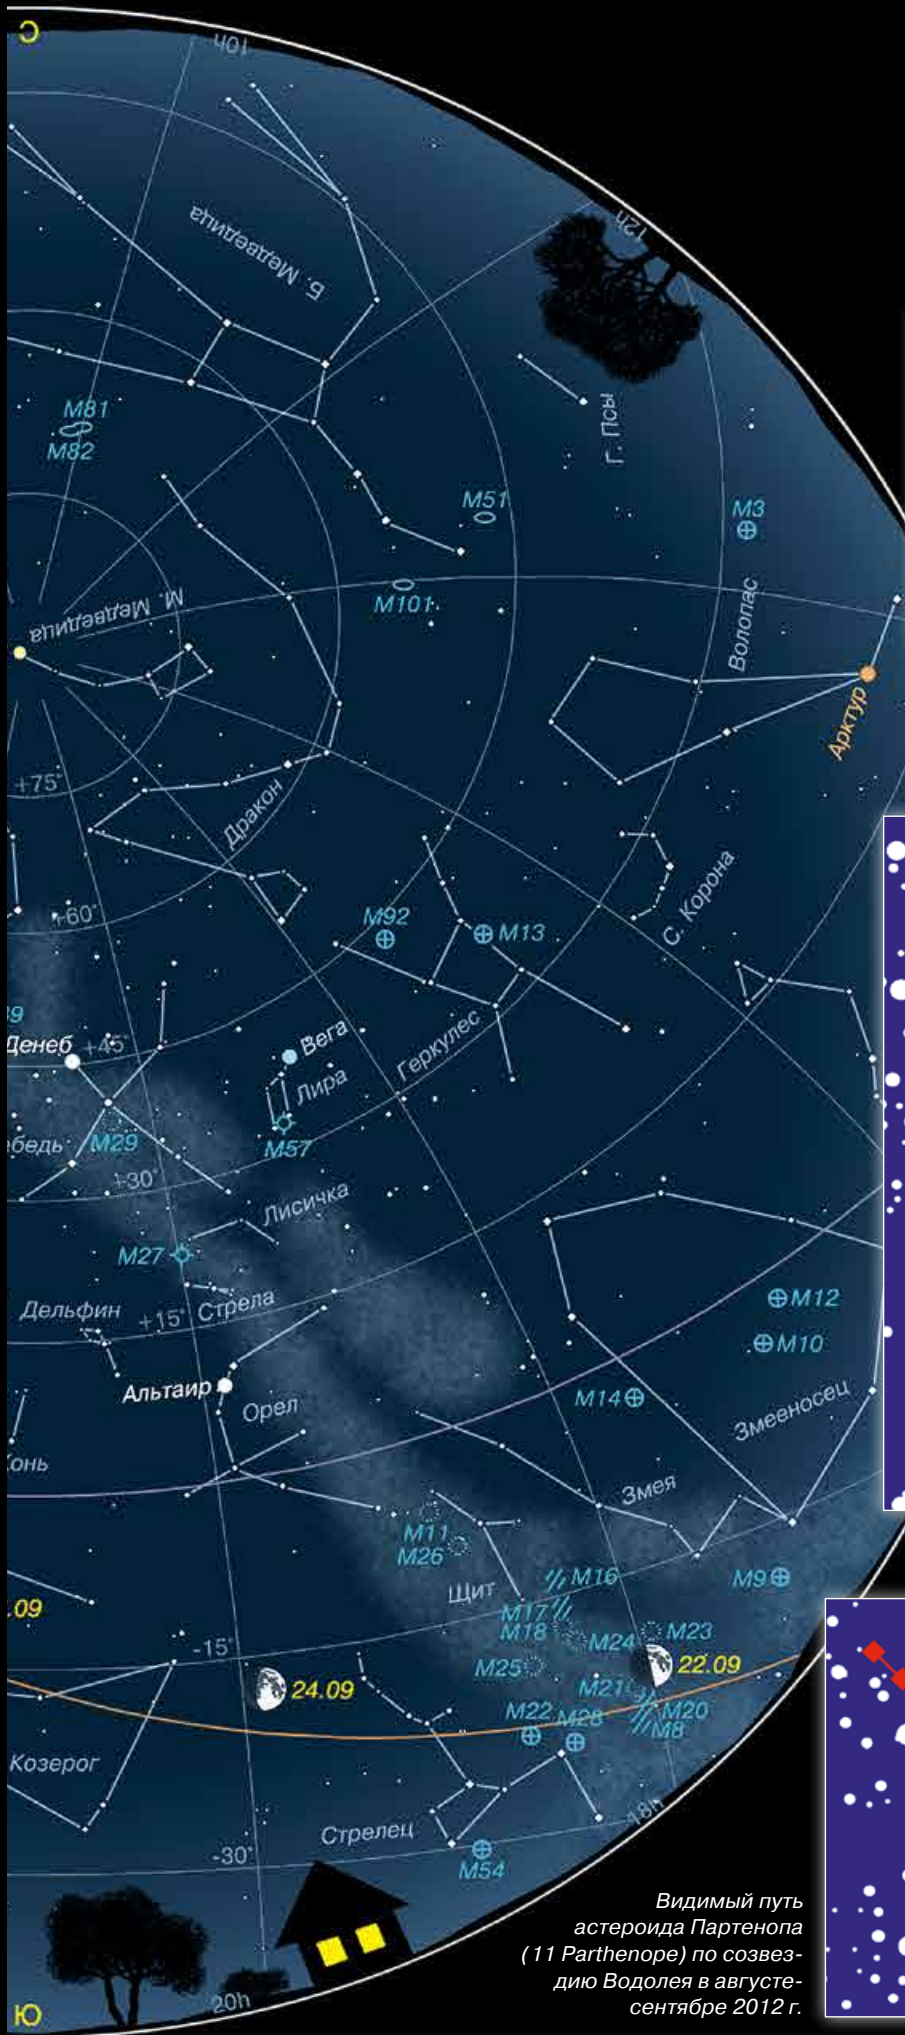 С
10h
Б. Медведица
12h
M81
M82
Г. Псы
M51
M3
M101
М. Медведица
Волопас
Арктур
+75°
Дракон
С. Корона
+60°
M92
M13
Денеб
+45°
Вега
Лира
Геркулес
M57
ебедь
M29
+30°
Лисичка
M27
Дельфин
+15°
Стрела
M12
M10
Альтаир
Орел
M14
Змееносец
онь
Змея
M11
M26
M16
M9
Щит
.09
M17
M18
M23
M24
-15°
M25
22.09
24.09
M21
M20
M22
M28
M8
Козерог
Стрелец
18h
-30°
M54
20h
Ю
Видимый путь
астероида Партенопа
(11 Parthenope) по созвез-
дию Водолея в августе-
сентябре 2012 г.